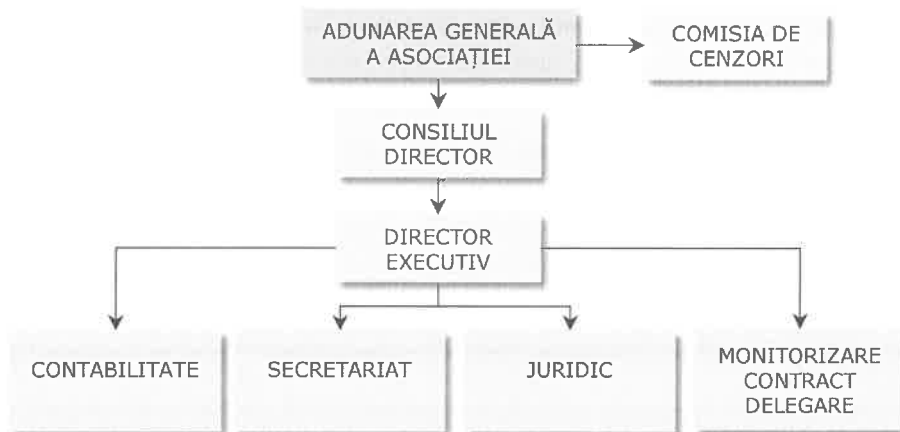 ADUNAREA GENERALĂ
A ASOCIAȚIEI
COMISIA DE
CENZORI
CONSILIUL
DIRECTOR
DIRECTOR
EXECUTIV
CONTABILITATE
SECRETARIAT
JURIDIC
MONITORIZARE
CONTRACT
DELEGARE